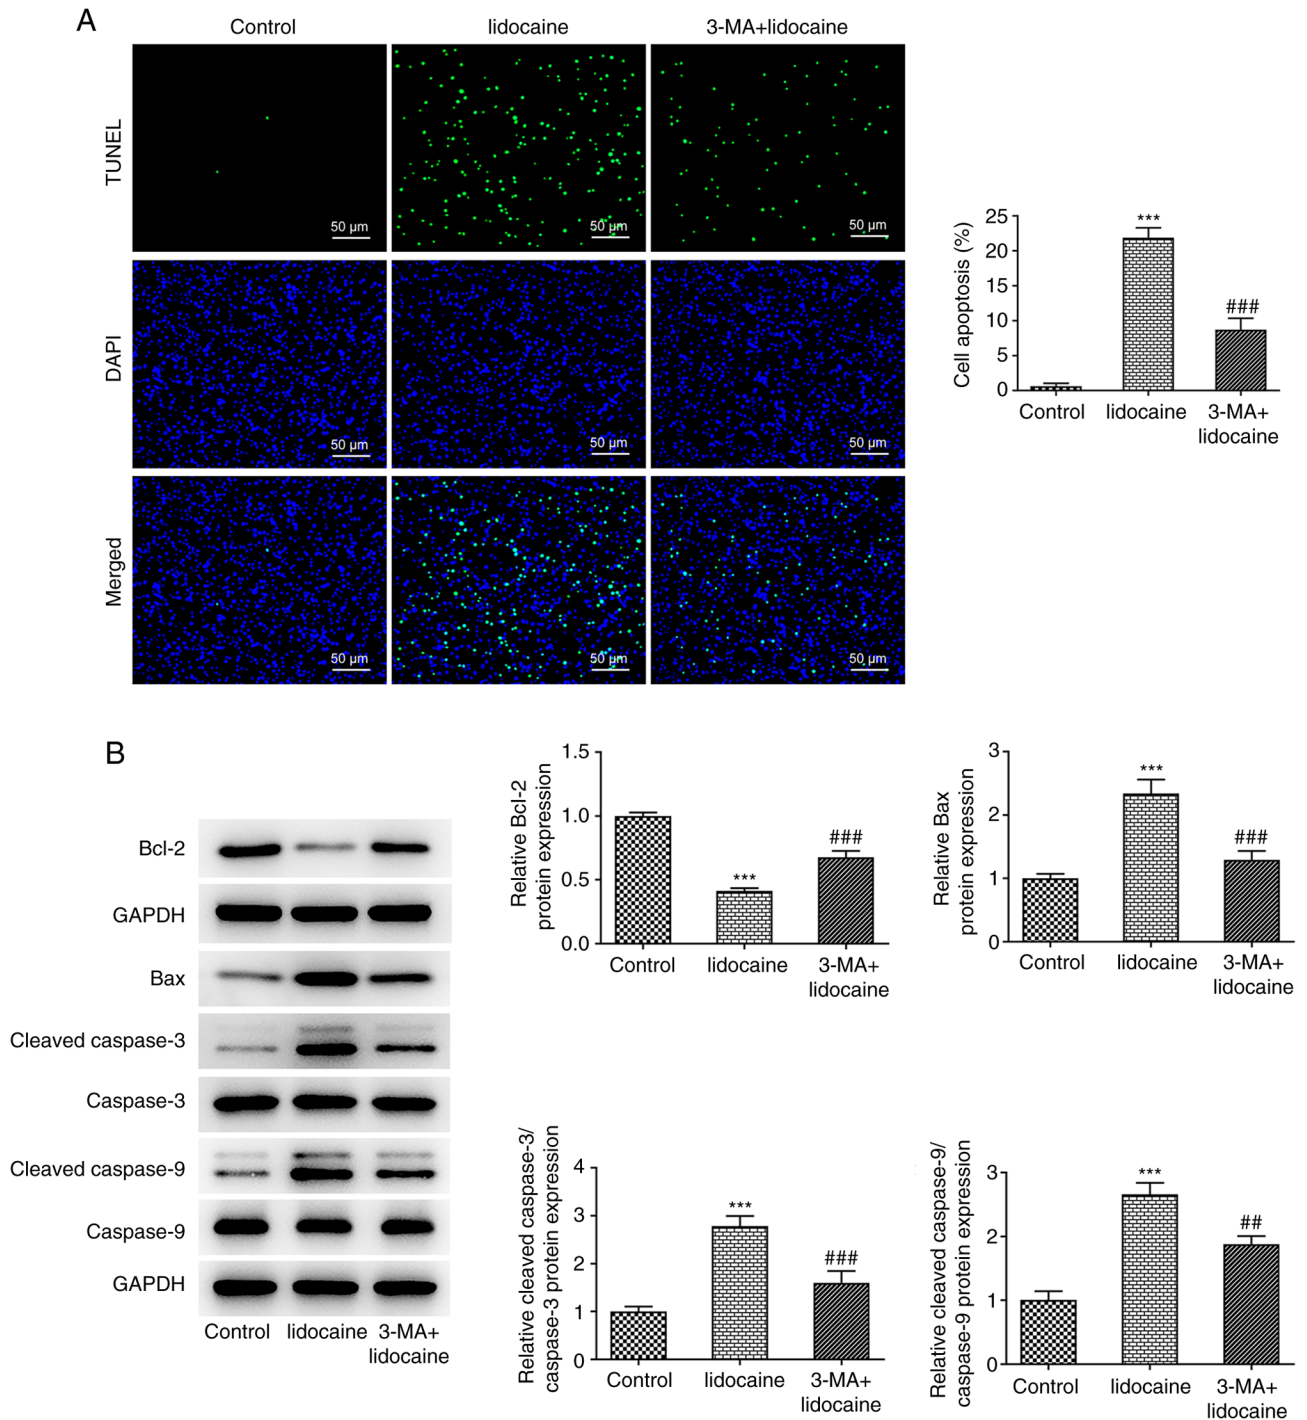 A
Control
lidocaine
3-MA+lidocaine
TUNEL
50 µm
50 µm
50 µm
DAPI
50 µm
50 µm
50 µm
Merged
50 µm
50 µm
50 µm
Cell apoptosis (%)
25
20
15
10
5
0
***
###
Control
lidocaine
3-MA+
lidocaine
B
Bcl-2
GAPDH
Bax
Cleaved caspase-3
Caspase-3
Cleaved caspase-9
Caspase-9
GAPDH
Control
lidocaine
3-MA+
lidocaine
Relative Bcl-2
protein expression
1.5
1.0
0.5
0.0
***
###
Control
lidocaine
3-MA+
lidocaine
Relative Bax
protein expression
3
2
1
0
***
###
Control
lidocaine
3-MA+
lidocaine
Relative cleaved caspase-3/
caspase-3 protein expression
4
3
2
1
0
***
###
Control
lidocaine
3-MA+
lidocaine
Relative cleaved caspase-9/
caspase-9 protein expression
3
2
1
0
***
##
Control
lidocaine
3-MA+
lidocaine